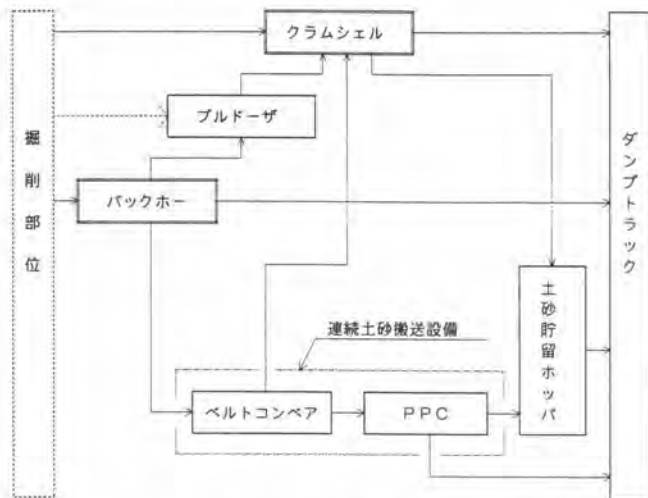 クラムシェル
ブルドーザ
掘削部位
バックホー
ダンプトラック
土砂貯留ホッパ
連続土砂搬送設備
ベルトコンベア
PPC